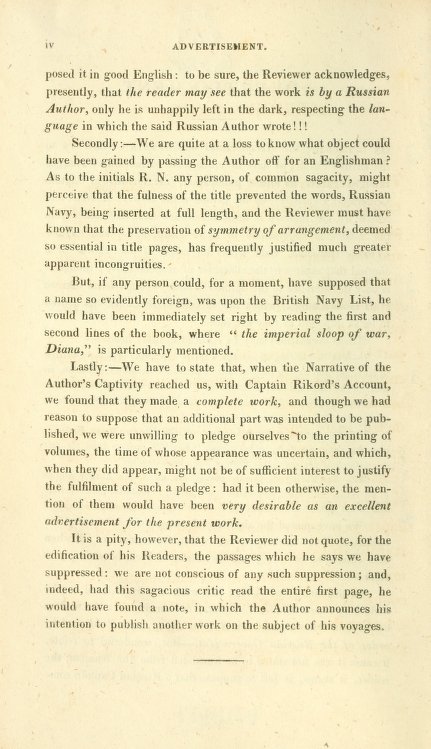 iv ADVERTISEMENT.
posed it in good English: to be sure, the Reviewer acknowledges,
presently, that the reader may see that the work is by a Russian
Author, only he is unhappily left in the dark, respecting the lan-
guage in which the said Russian Author wrote!!!
Secondly:—We are quite at a loss to know what object could
have been gained by passing the Author off for an Englishman?
As to the initials R. N. any person, of common sagacity, might
perceive that the fulness of the title prevented the words, Russian
Navy, being inserted at full length, and the Reviewer must have
known that the preservation of symmetry of arrangement, deemed
so essential in title pages, has frequently justified much greater
apparent incongruities.
But, if any person could, for a moment, have supposed that
a name so evidently foreign, was upon the British Navy List, he
would have been immediately set right by reading the first and
second lines of the book, where “ the imperial sloop of war,
Diana,” is particularly mentioned.
Lastly:—We have to state that, when the Narrative of the
Author's Captivity reached us, with Captain Rikord's Account,
we found that they made a complete work, and though we had
reason to suppose that an additional part was intended to be pub-
lished, we were unwilling to pledge ourselves to the printing of
volumes, the time of whose appearance was uncertain, and which,
when they did appear, might not be of sufficient interest to justify
the fulfilment of such a pledge: had it been otherwise, the men-
tion of them would have been very desirable as an excellent
advertisement for the present work.
It is a pity, however, that the Reviewer did not quote, for the
edification of his Readers, the passages which he says we have
suppressed: we are not conscious of any such suppression; and,
indeed, had this sagacious critic read the entire first page, he
would have found a note, in which the Author announces his
intention to publish another work on the subject of his voyages.